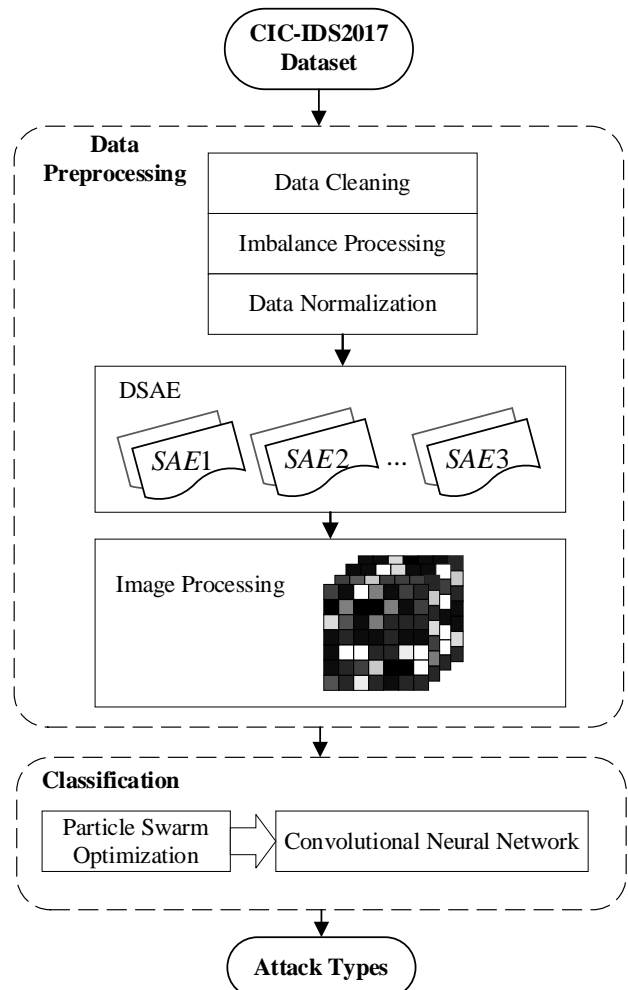 CIC-IDS2017
Dataset
Data
Preprocessing
Data Cleaning
Imbalance Processing
Data Normalization
DSAE
SAE1
SAE2
...
SAE3
Image Processing
Classification
Particle Swarm
Optimization
Convolutional Neural Network
Attack Types